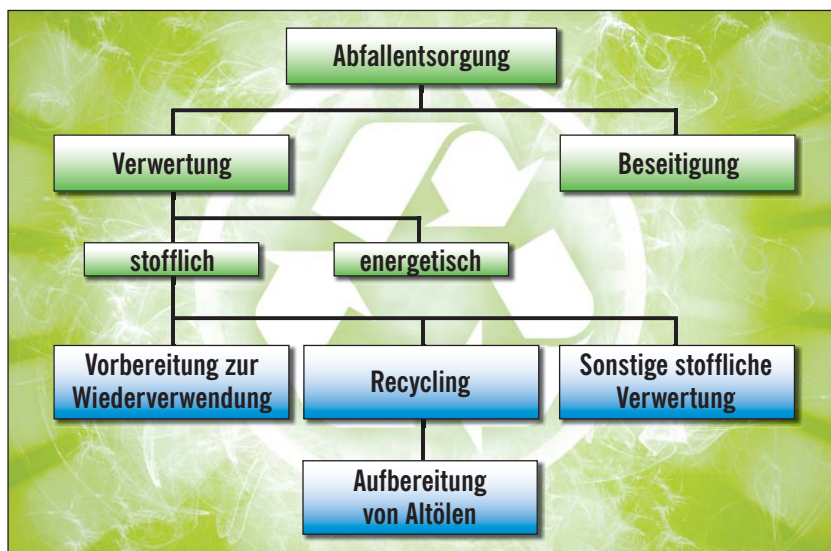 Abfallentsorgung
Verwertung
Beseitigung
stofflich
energetisch
Vorbereitung zur
Wiederverwendung
Recycling
Sonstige stoffliche
Verwertung
Aufbereitung
von Altölen